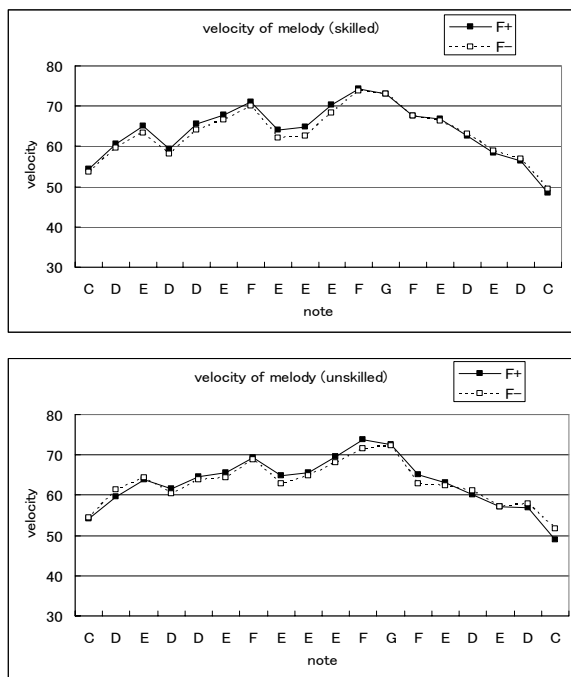 velocity of melody (skilled)
F+
F−
80
70
60
50
40
30
velocity
C D E D D E F E E E F G F E D E D C
note
velocity of melody (unskilled)
F+
F−
80
70
60
50
40
30
velocity
C D E D D E F E E E F G F E D E D C
note